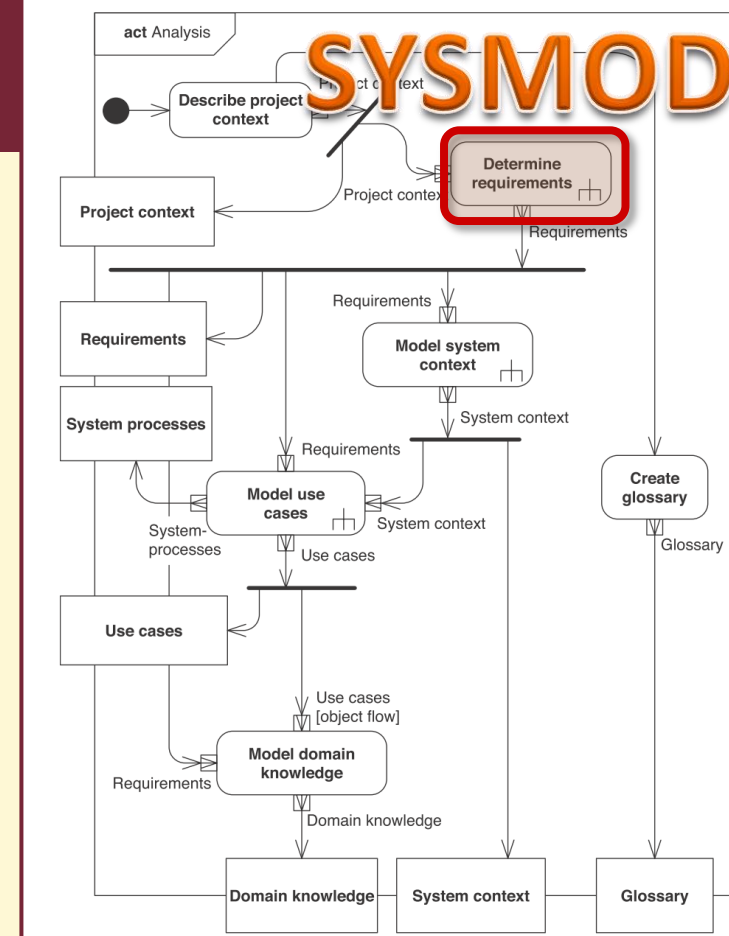 act Analysis
SYSMOD
Project context
Describe project
context
Determine
requirements
Project context
Project context
Requirements
Requirements
Requirements
Model system
context
System processes
System context
Requirements
Model use
cases
Create
glossary
System-
processes
System context
Use cases
Glossary
Use cases
Use cases
[object flow]
Model domain
knowledge
Requirements
Domain knowledge
Domain knowledge
System context
Glossary